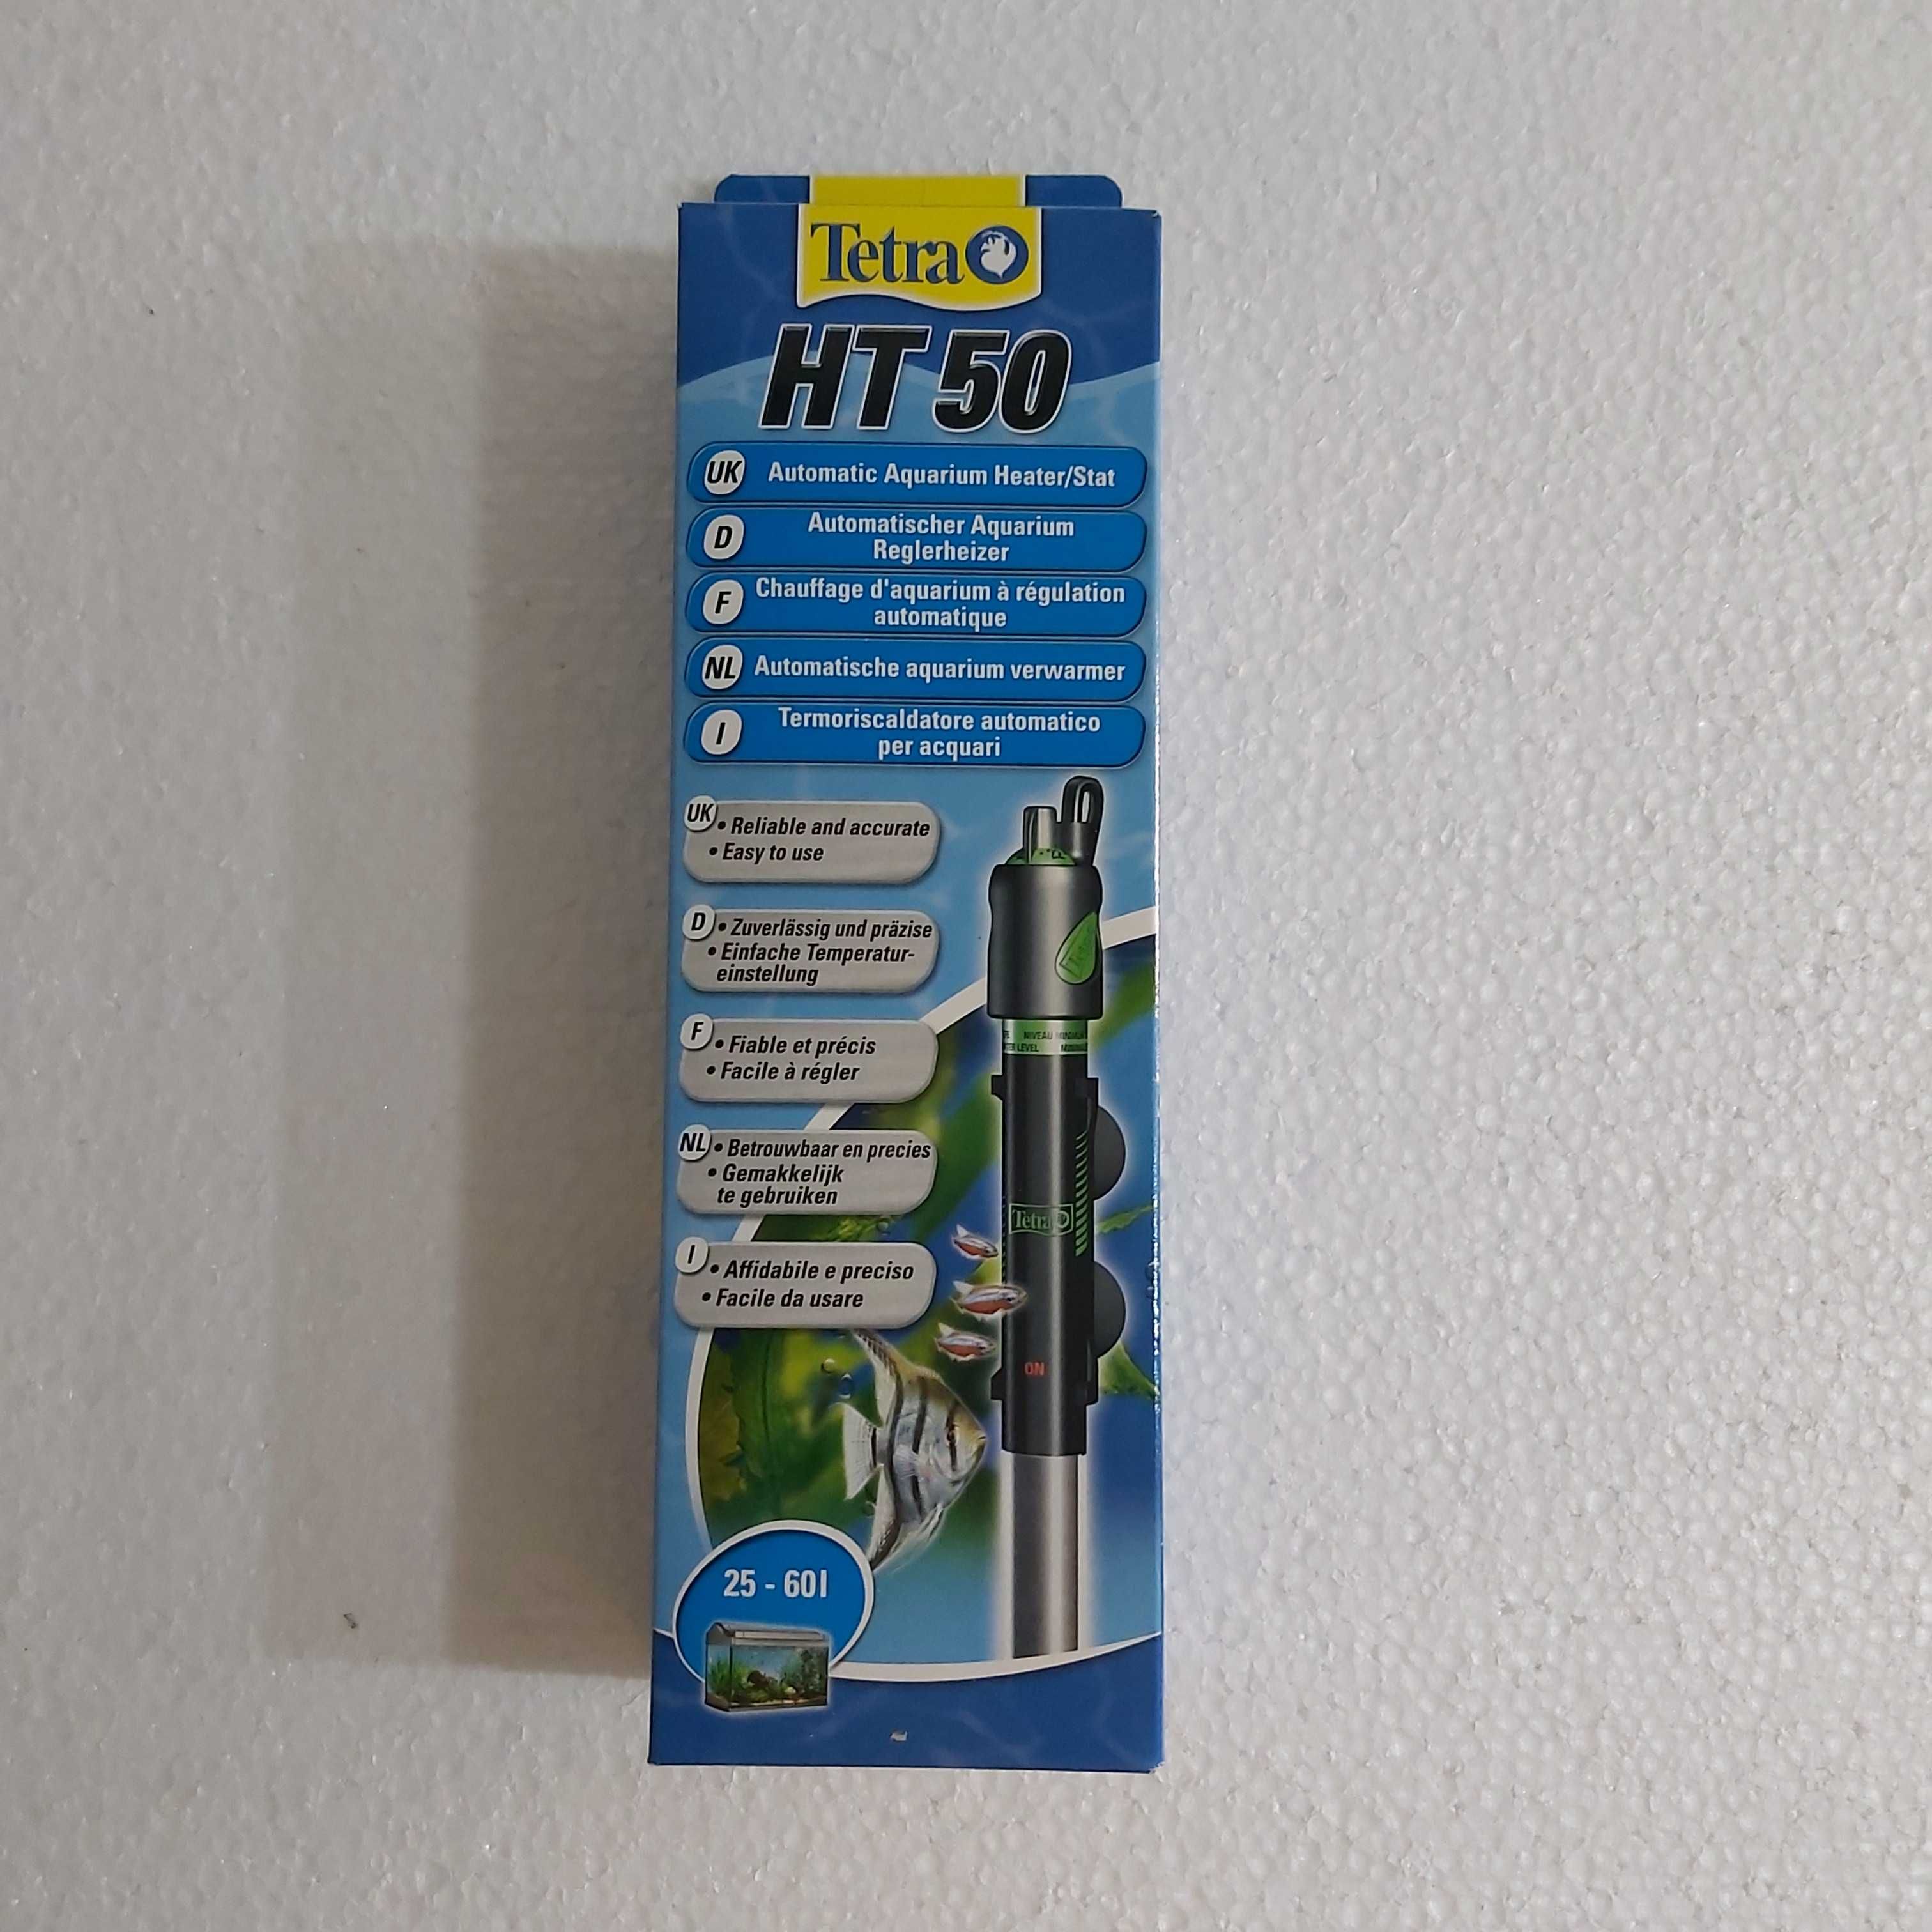 Tetra
HT 50
UK Automatic Aquarium Heater/Stat
D Automatischer Aquarium
Reglerheizer
F Chauffage d'aquarium à régulation
automatique
NL Automatische aquarium verwarmer
I Termoriscaldatore automatico
per acquari
UK • Reliable and accurate
• Easy to use
D • Zuverlässig und präzise
• Einfache Temperatur-
einstellung
F • Fiable et précis
• Facile à régler
NL • Betrouwbaar en precies
• Gemakkelijk
te gebruiken
I • Affidabile e preciso
• Facile da usare
NIVEAU MINIMUM
LEVEL
Tetra
ON
25 - 60l